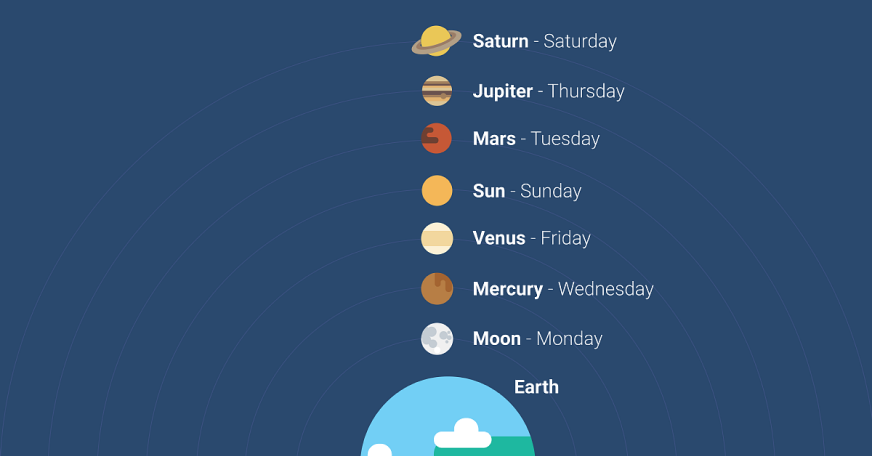 Saturn - Saturday
Jupiter - Thursday
Mars - Tuesday
Sun - Sunday
Venus - Friday
Mercury - Wednesday
Moon - Monday
Earth